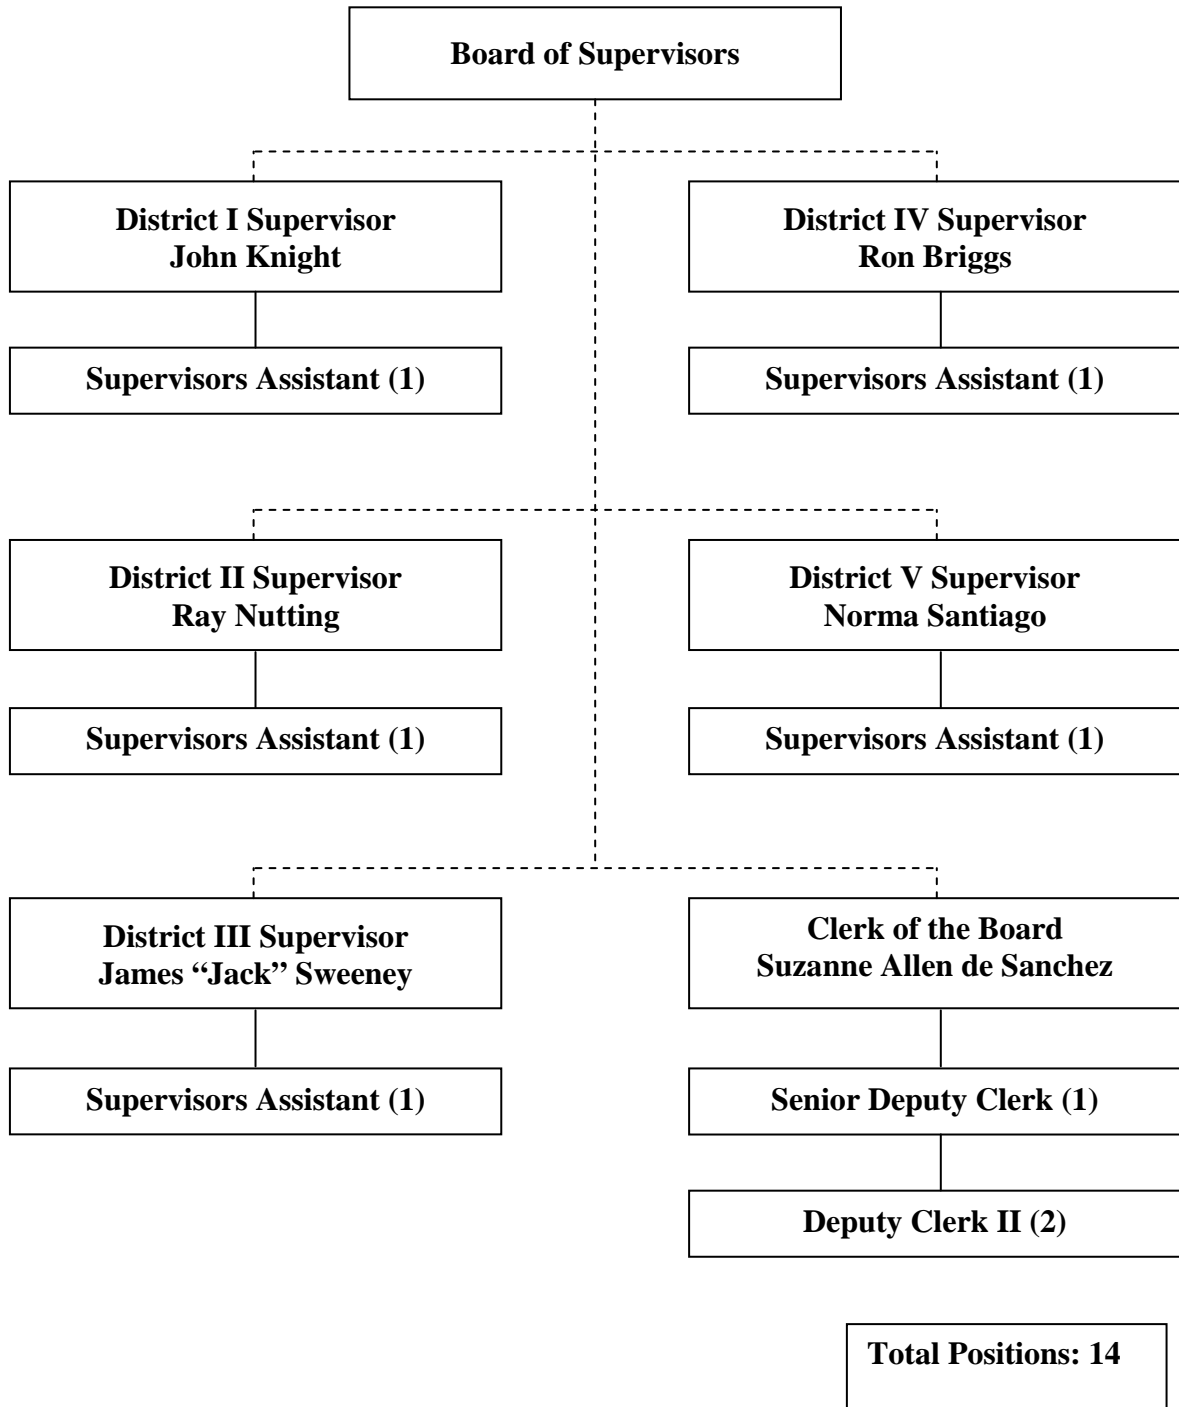 Board of Supervisors
District I Supervisor
John Knight
District IV Supervisor
Ron Briggs
Supervisors Assistant (1)
Supervisors Assistant (1)
District II Supervisor
Ray Nutting
District V Supervisor
Norma Santiago
Supervisors Assistant (1)
Supervisors Assistant (1)
District III Supervisor
James “Jack” Sweeney
Clerk of the Board
Suzanne Allen de Sanchez
Supervisors Assistant (1)
Senior Deputy Clerk (1)
Deputy Clerk II (2)
Total Positions: 14